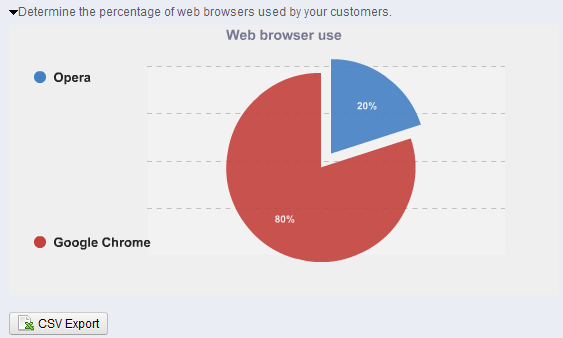 Determine the percentage of web browsers used by your customers.
Web browser use
Opera
20%
80%
Google Chrome
CSV Export